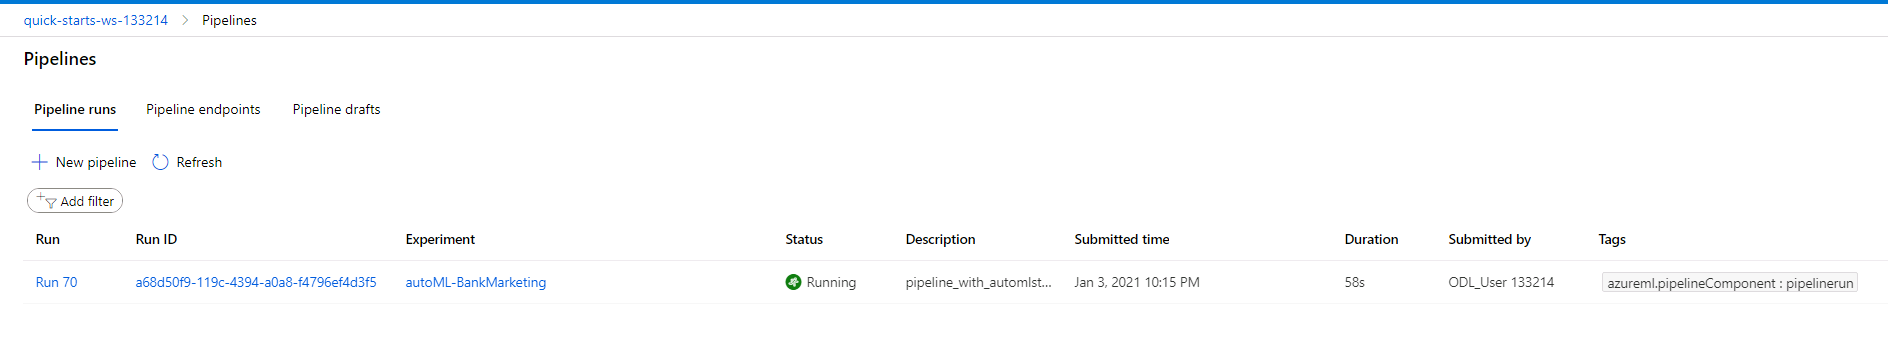 quick-starts-ws-133214 > Pipelines
Pipelines
Pipeline runs Pipeline endpoints Pipeline drafts
New pipeline Refresh
Add filter
Run Run ID Experiment Status Description Submitted time Duration Submitted by Tags
Run 70 a68d50f9-119c-4394-a0a8-f4796ef4d3f5 autoML-BankMarketing Running pipeline_with_automlst... Jan 3, 2021 10:15 PM 58s ODL_User 133214 azureml.pipelineComponent : pipelinerun